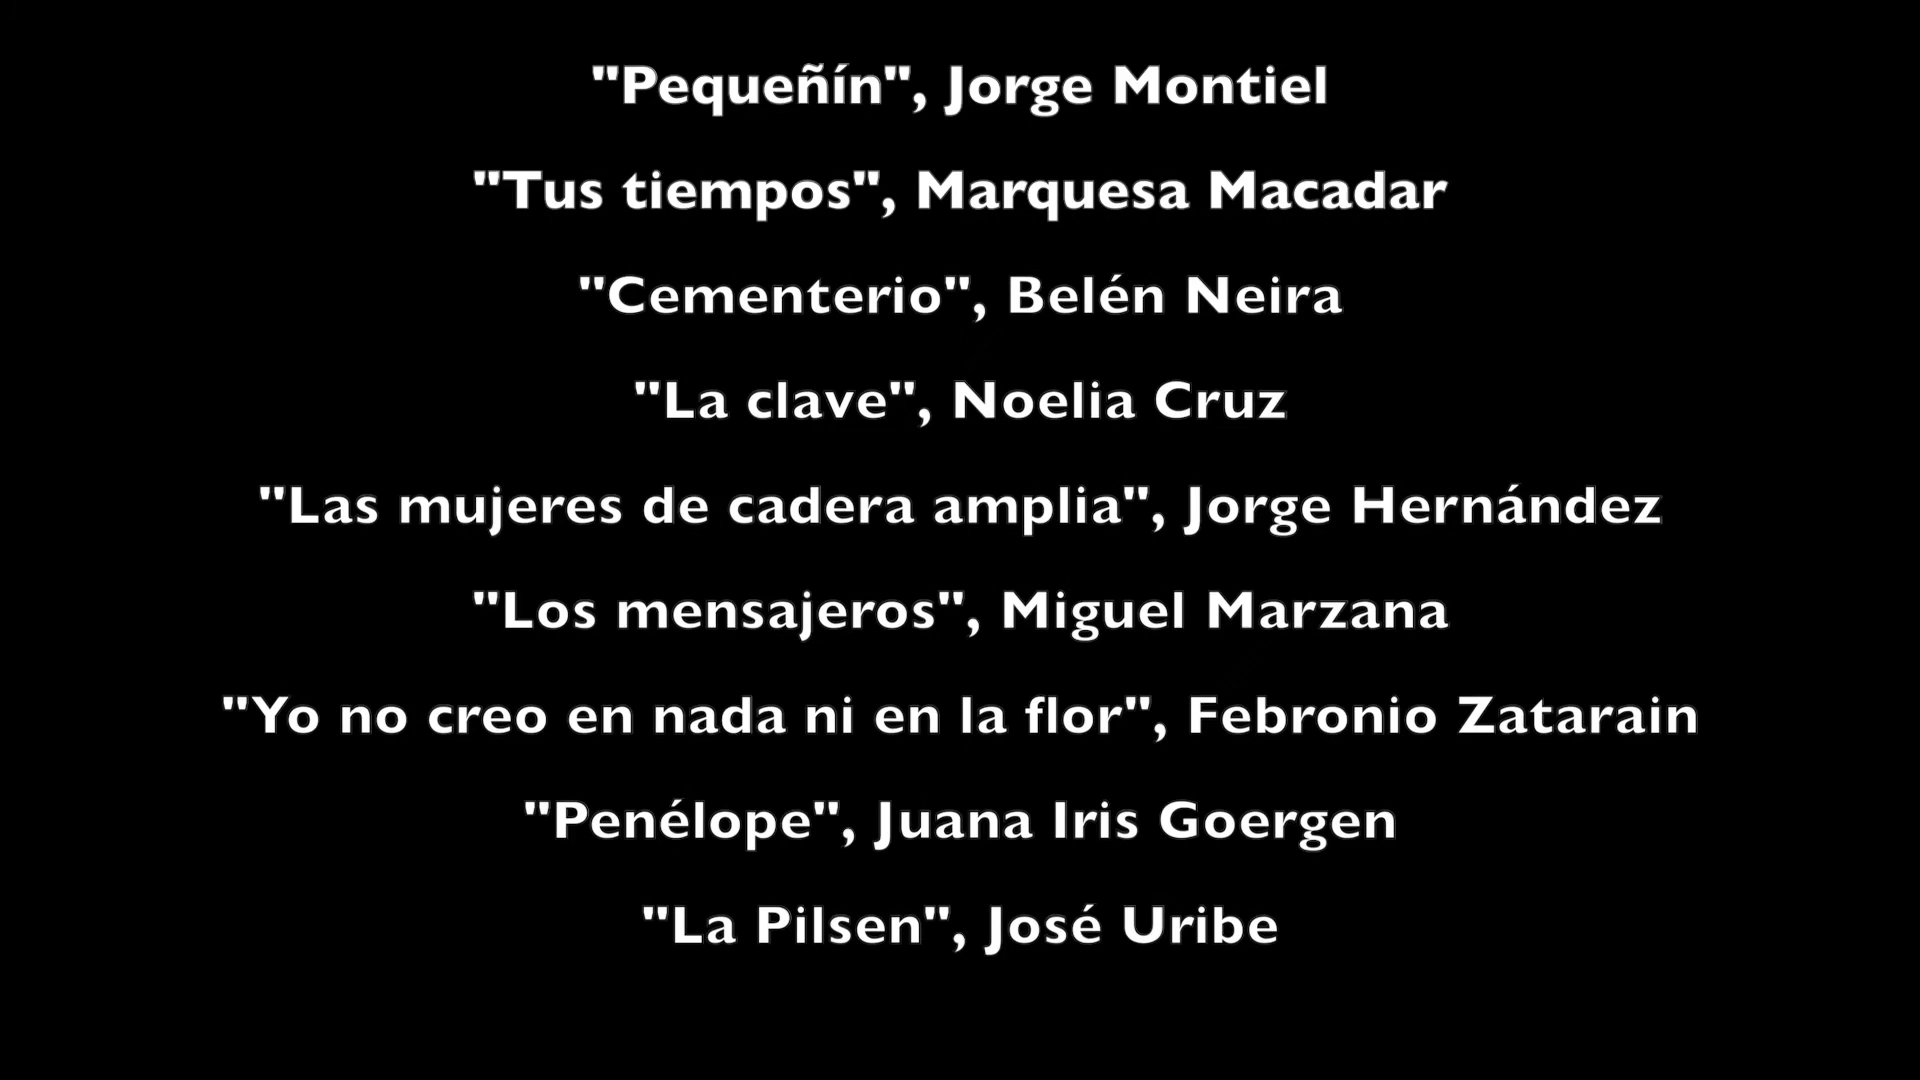 "Pequeñín", Jorge Montiel
"Tus tiempos", Marquesa Macadar
"Cementerio", Belén Neira
"La clave", Noelia Cruz
"Las mujeres de cadera amplia", Jorge Hernández
"Los mensajeros", Miguel Marzana
"Yo no creo en nada ni en la flor", Febronio Zatarain
"Penélope", Juana Iris Goergen
"La Pilsen", José Uribe